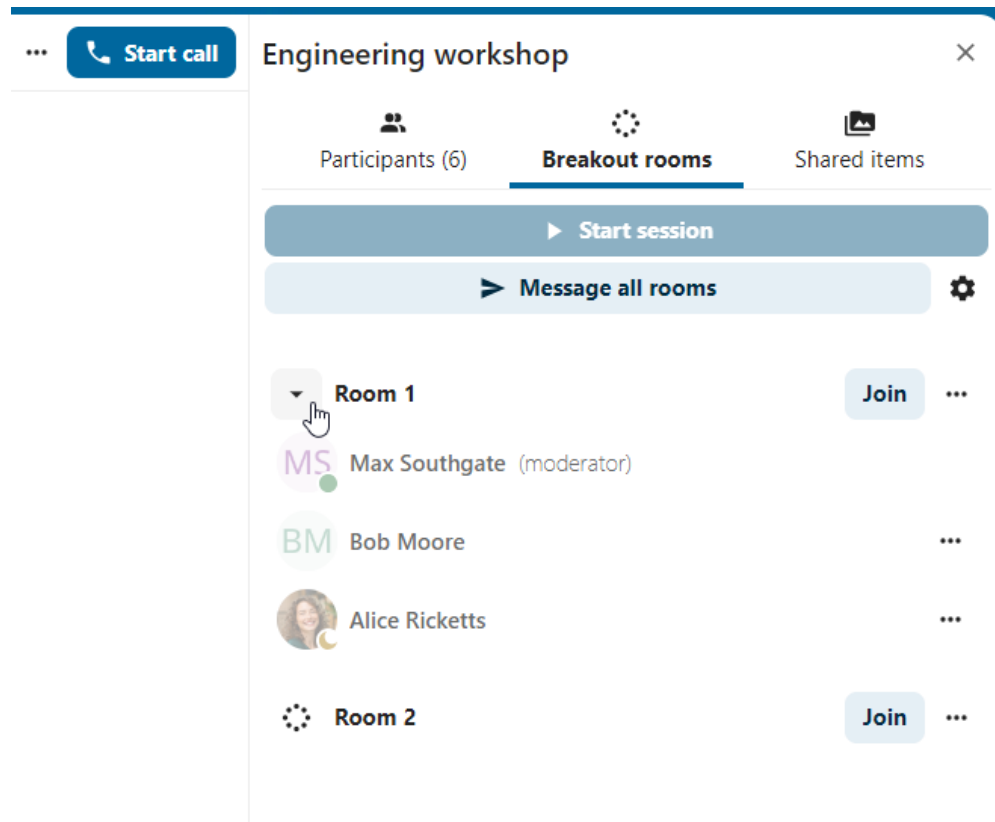 Start call
Engineering workshop
Participants (6)
Breakout rooms
Shared items
Start session
Message all rooms
Room 1
Join
MS
Max Southgate (moderator)
BM
Bob Moore
Alice Ricketts
Room 2
Join